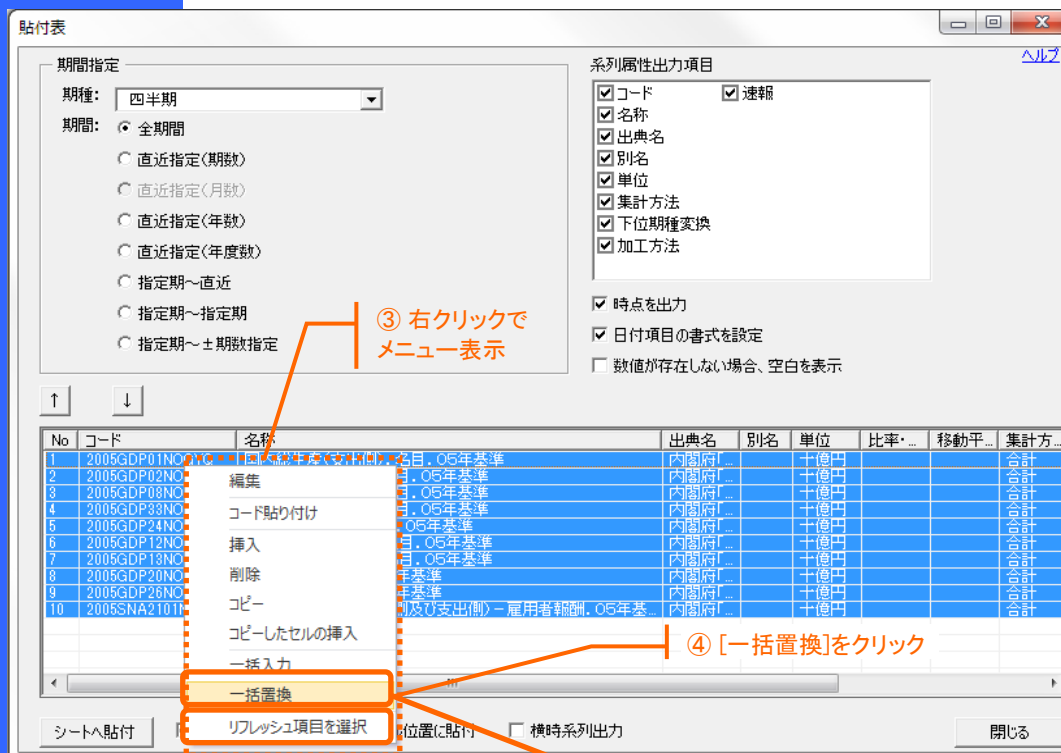 貼付表
ヘルプ
期間指定
期種:
四半期
期間:
全期間
直近指定(期数)
直近指定(月数)
直近指定(年数)
直近指定(年度数)
指定期～直近
指定期～指定期
指定期～±期数指定
系列属性出力項目
コード 速報
名称
出典名
別名
単位
集計方法
下位期種変換
加工方法
時点を出力
日付項目の書式を設定
数値が存在しない場合、空白を表示
③ 右クリックで
メニュー表示
↑ ↓
No コード 名称 出典名 別名 単位 比率・... 移動平... 集計方...
1 2005GDP01NO 国内総生産(支出側).名目.05年基準 内閣府「... 十億円 合計
2 2005GDP02NO 目.05年基準 内閣府「... 十億円 合計
3 2005GDP08NO 目.05年基準 内閣府「... 十億円 合計
4 2005GDP33NO 目.05年基準 内閣府「... 十億円 合計
5 2005GDP24NO .05年基準 内閣府「... 十億円 合計
6 2005GDP12NO 目.05年基準 内閣府「... 十億円 合計
7 2005GDP13NO 目.05年基準 内閣府「... 十億円 合計
8 2005GDP20NO 年基準 内閣府「... 十億円 合計
9 2005GDP26NO 年基準 内閣府「... 十億円 合計
10 2005SNA2101N 側及び支出側)－雇用者報酬.05年基... 内閣府「... 十億円 合計
編集
コード貼り付け
挿入
削除
コピー
コピーしたセルの挿入
一括入力
一括置換
リフレッシュ項目を選択
④ [一括置換]をクリック
シートへ貼付 位置に貼付 横時系列出力 閉じる